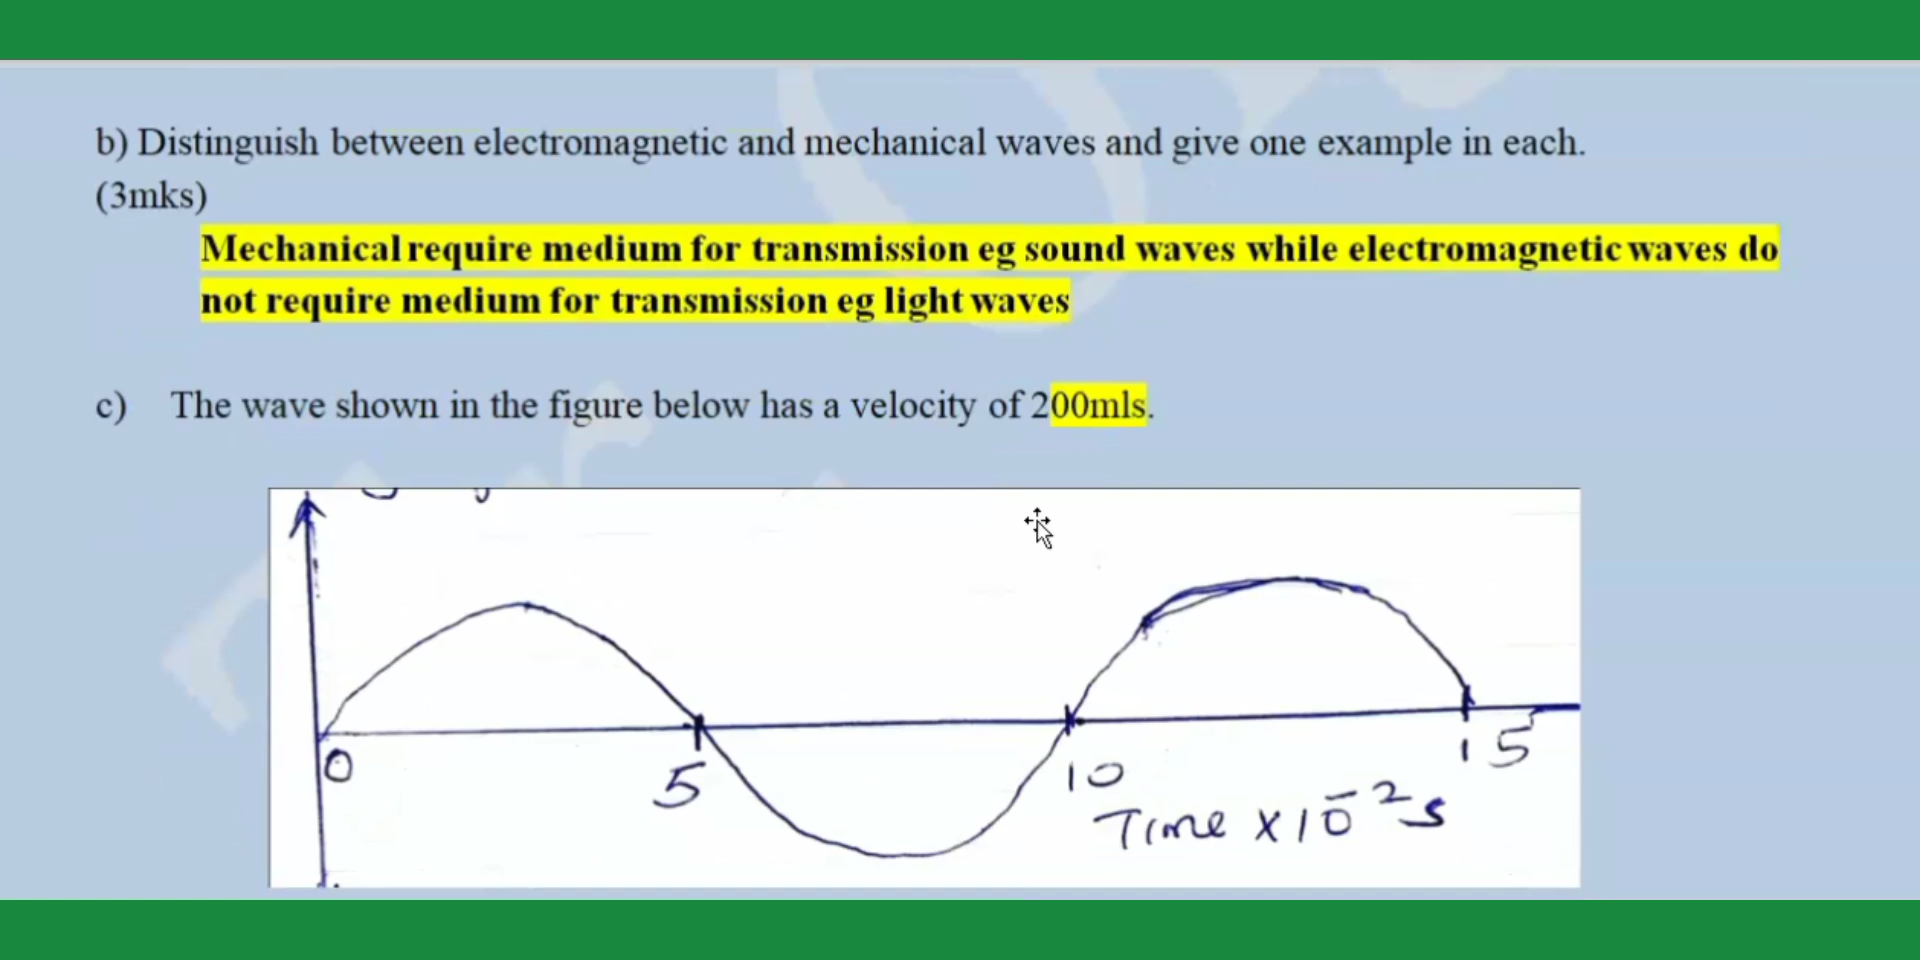 b) Distinguish between electromagnetic and mechanical waves and give one example in each.
(3mks)
Mechanical require medium for transmission eg sound waves while electromagnetic waves do
not require medium for transmission eg light waves
c) The wave shown in the figure below has a velocity of 200mls.
0 5 10 15
Time x10⁻²s